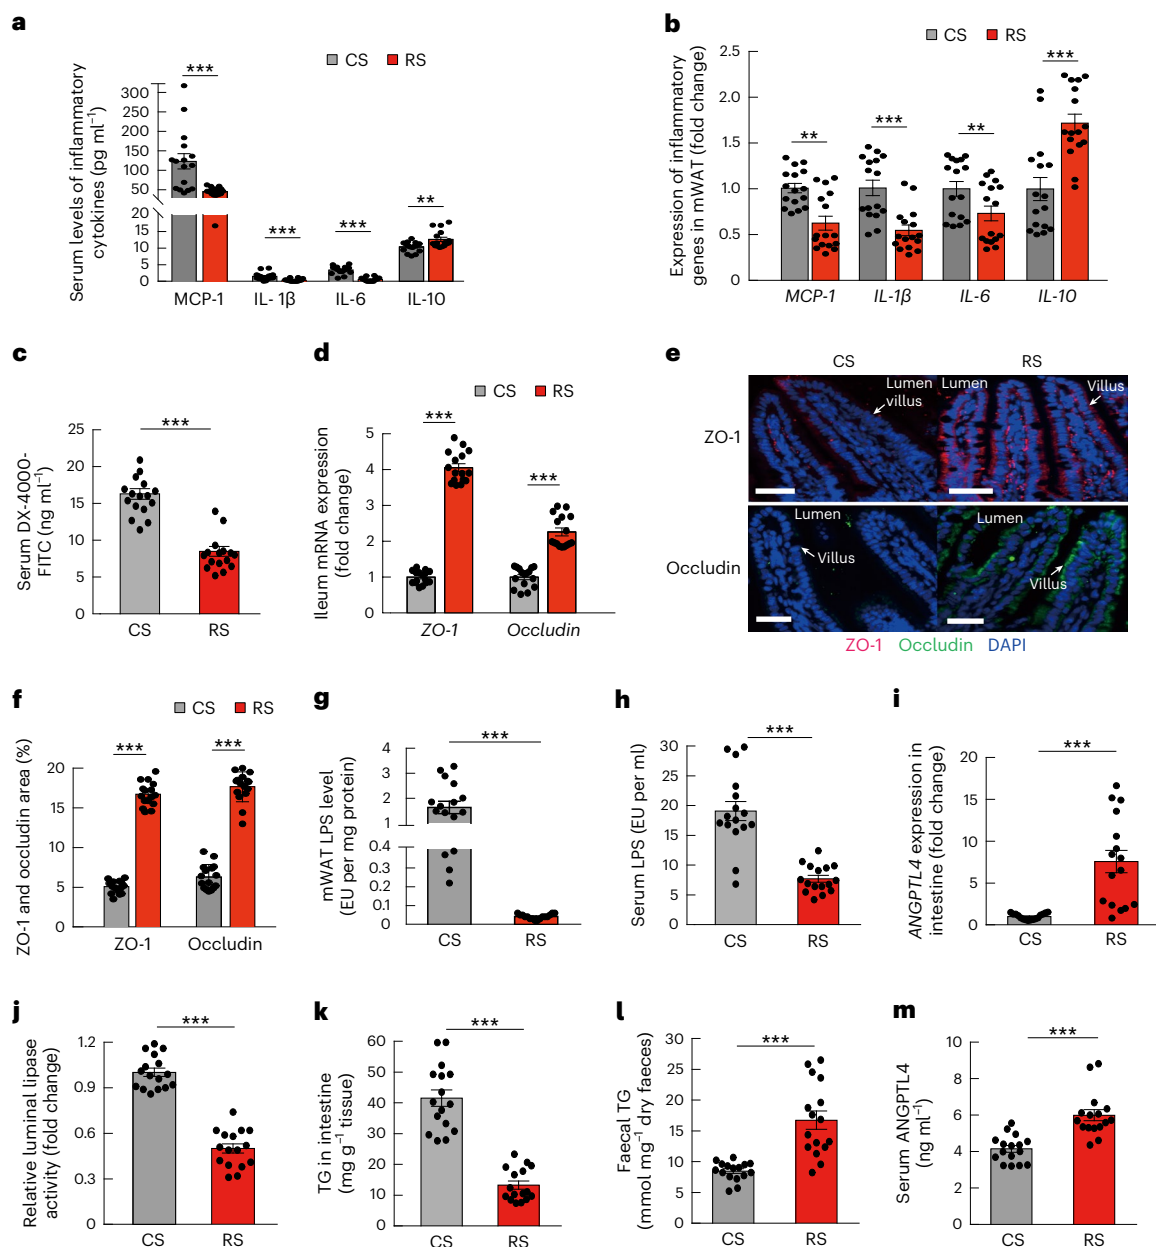 a
CS RS
Serum levels of inflammatory
cytokines (pg ml⁻¹)
300
250
200
150
100
50
20
15
10
5
0
***
***
***
**
MCP-1 IL- 1β IL-6 IL-10
b
CS RS
Expression of inflammatory
genes in mWAT (fold change)
2.5
2.0
1.5
1.0
0.5
0
**
***
**
***
MCP-1 IL-1β IL-6 IL-10
c
Serum DX-4000-
FITC (ng ml⁻¹)
25
20
15
10
5
0
***
CS RS
d
CS RS
Ileum mRNA expression
(fold change)
5
4
3
2
1
0
***
***
ZO-1 Occludin
e
CS RS
ZO-1
Lumen
villus
Lumen
Villus
Occludin
Lumen
Villus
Lumen
Villus
ZO-1 Occludin DAPI
f
CS RS
ZO-1 and occludin area (%)
20
15
10
5
0
***
***
ZO-1 Occludin
g
mWAT LPS level
(EU per mg protein)
4
3
2
1
0.4
0.3
0.2
0.1
0
***
CS RS
h
Serum LPS (EU per ml)
30
25
20
15
10
5
0
***
CS RS
i
ANGPTL4 expression in
intestine (fold change)
20
15
10
5
0
***
CS RS
j
Relative luminal lipase
activity (fold change)
1.2
0.9
0.6
0.3
0
***
CS RS
k
TG in intestine
(mg g⁻¹ tissue)
60
50
40
30
20
10
0
***
CS RS
l
Faecal TG
(mmol mg⁻¹ dry faeces)
30
25
20
15
10
5
0
***
CS RS
m
Serum ANGPTL4
(ng ml⁻¹)
10
8
6
4
2
0
***
CS RS